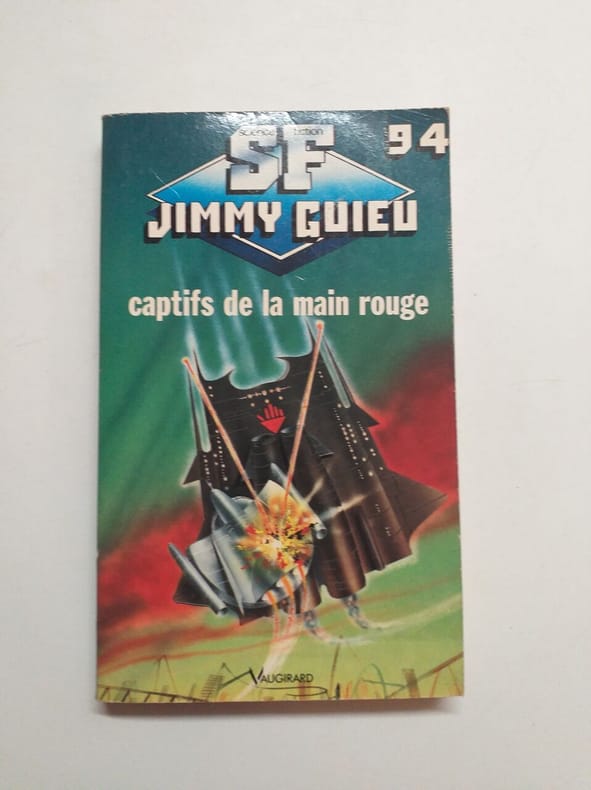 science fiction
SF
94
JIMMY GUIEU
captifs de la main rouge
VAUGIRARD